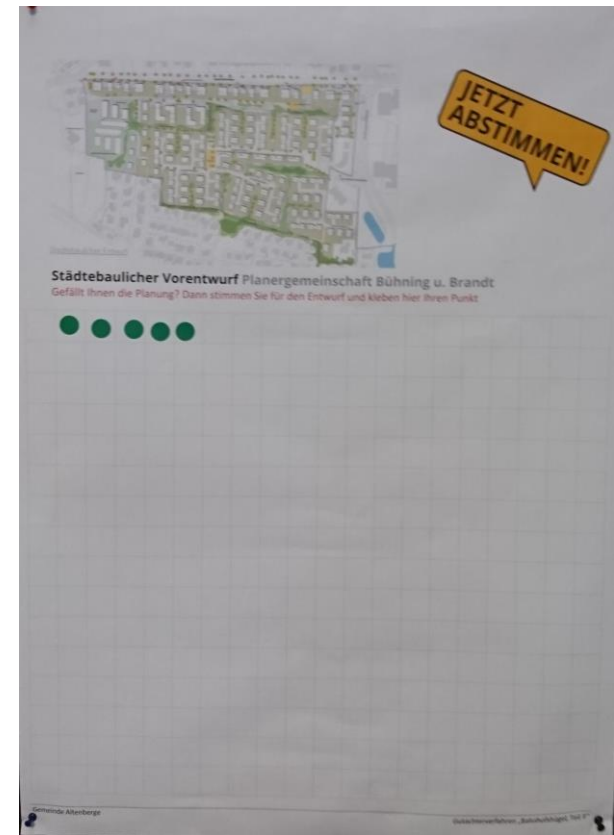 JETZT
ABSTIMMEN!
Städtebaulicher Vorentwurf Planergemeinschaft Bühning u. Brandt
Gefällt Ihnen die Planung? Dann stimmen Sie für den Entwurf und kleben hier Ihren Punkt
Gemeinde Altenberge